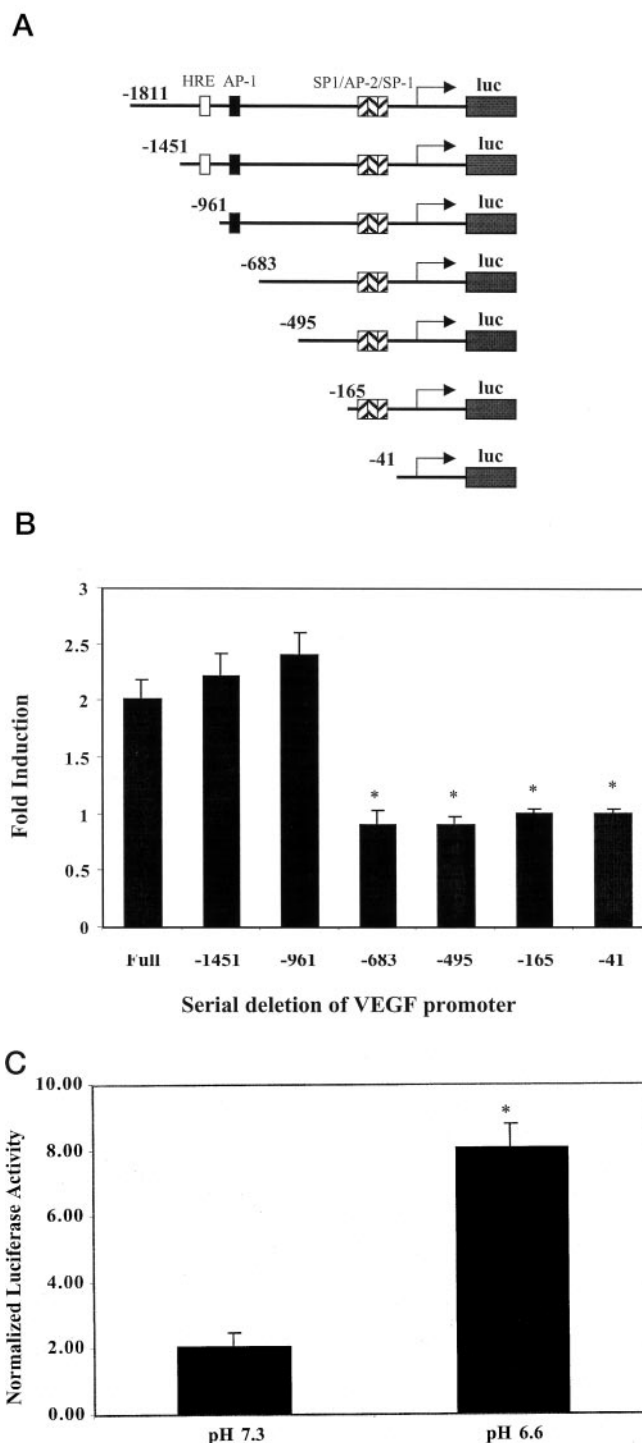 A
HRE AP-1 SP1/AP-2/SP-1
-1811 luc
-1451 luc
-961 luc
-683 luc
-495 luc
-165 luc
-41 luc
B
3
2.5
2
1.5
1
0.5
0
Fold Induction
* * * *
Full -1451 -961 -683 -495 -165 -41
Serial deletion of VEGF promoter
C
10.00
8.00
6.00
4.00
2.00
0.00
Normalized Luciferase Activity
*
pH 7.3 pH 6.6